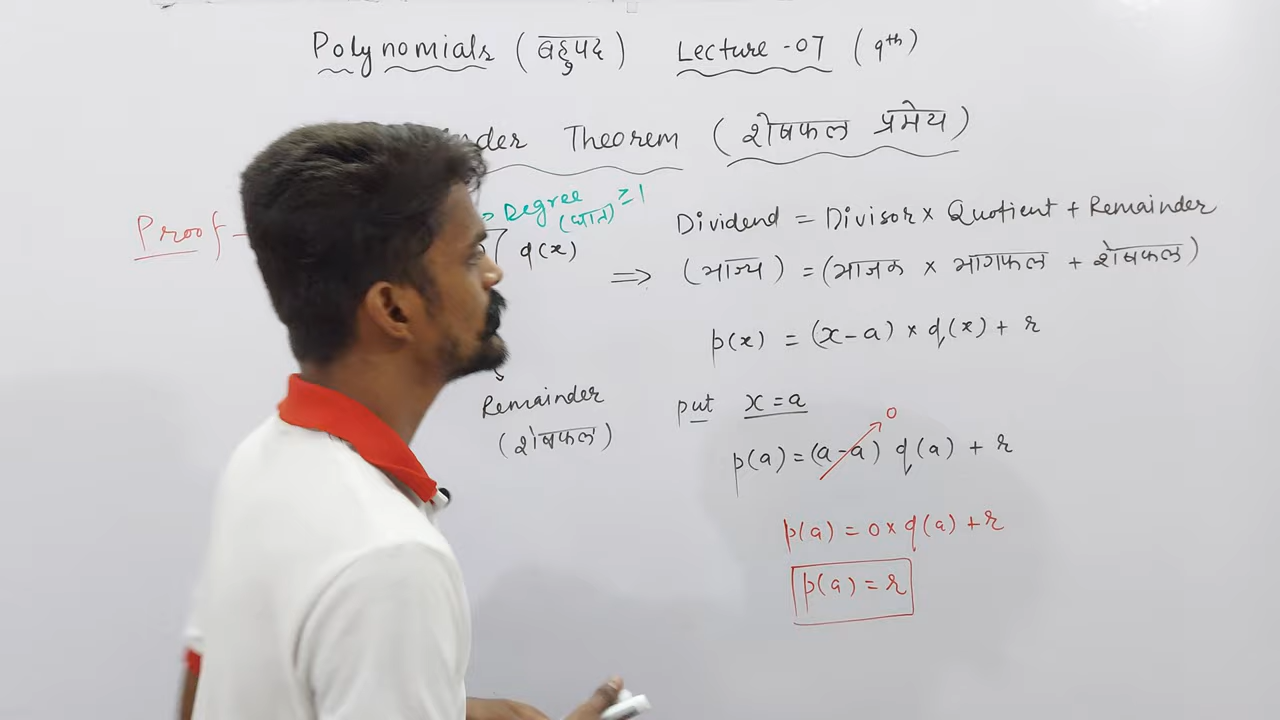 Polynomials (बहुपद) Lecture -07 (9th)
nder Theorem (शेषफल प्रमेय)
Proof -
Degree ≥1
(घात)
q(x)
Remainder
(शेषफल)
Dividend = Divisor × Quotient + Remainder
⇒ (भाज्य) = (भाजक × भागफल + शेषफल)
p(x) = (x-a) × q(x) + r
put x=a
p(a) = (a-a) q(a) + r
0
p(a) = 0 × q(a) + r
p(a) = r